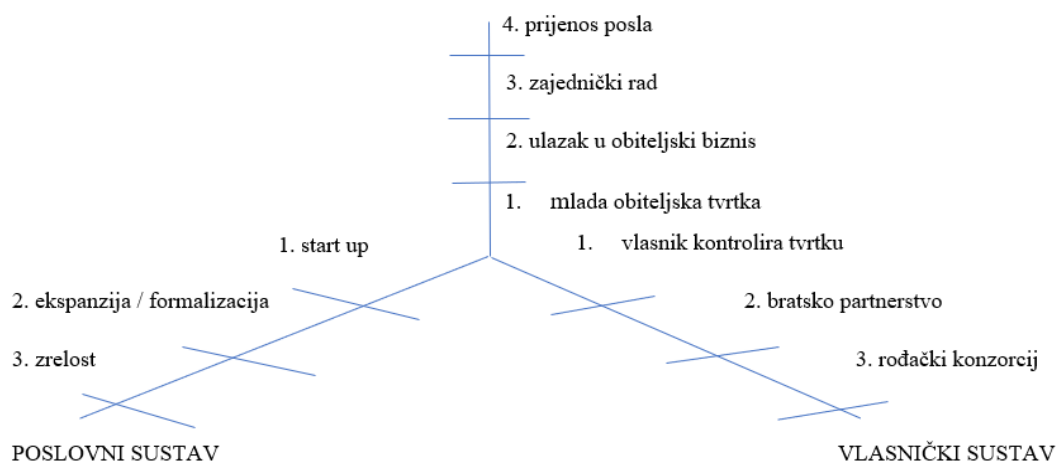 4. prijenos posla
3. zajednički rad
2. ulazak u obiteljski biznis
1. mlada obiteljska tvrtka
1. start up
1. vlasnik kontrolira tvrtku
2. ekspanzija / formalizacija
2. bratsko partnerstvo
3. zrelost
3. rođački konzorcij
POSLOVNI SUSTAV
VLASNIČKI SUSTAV